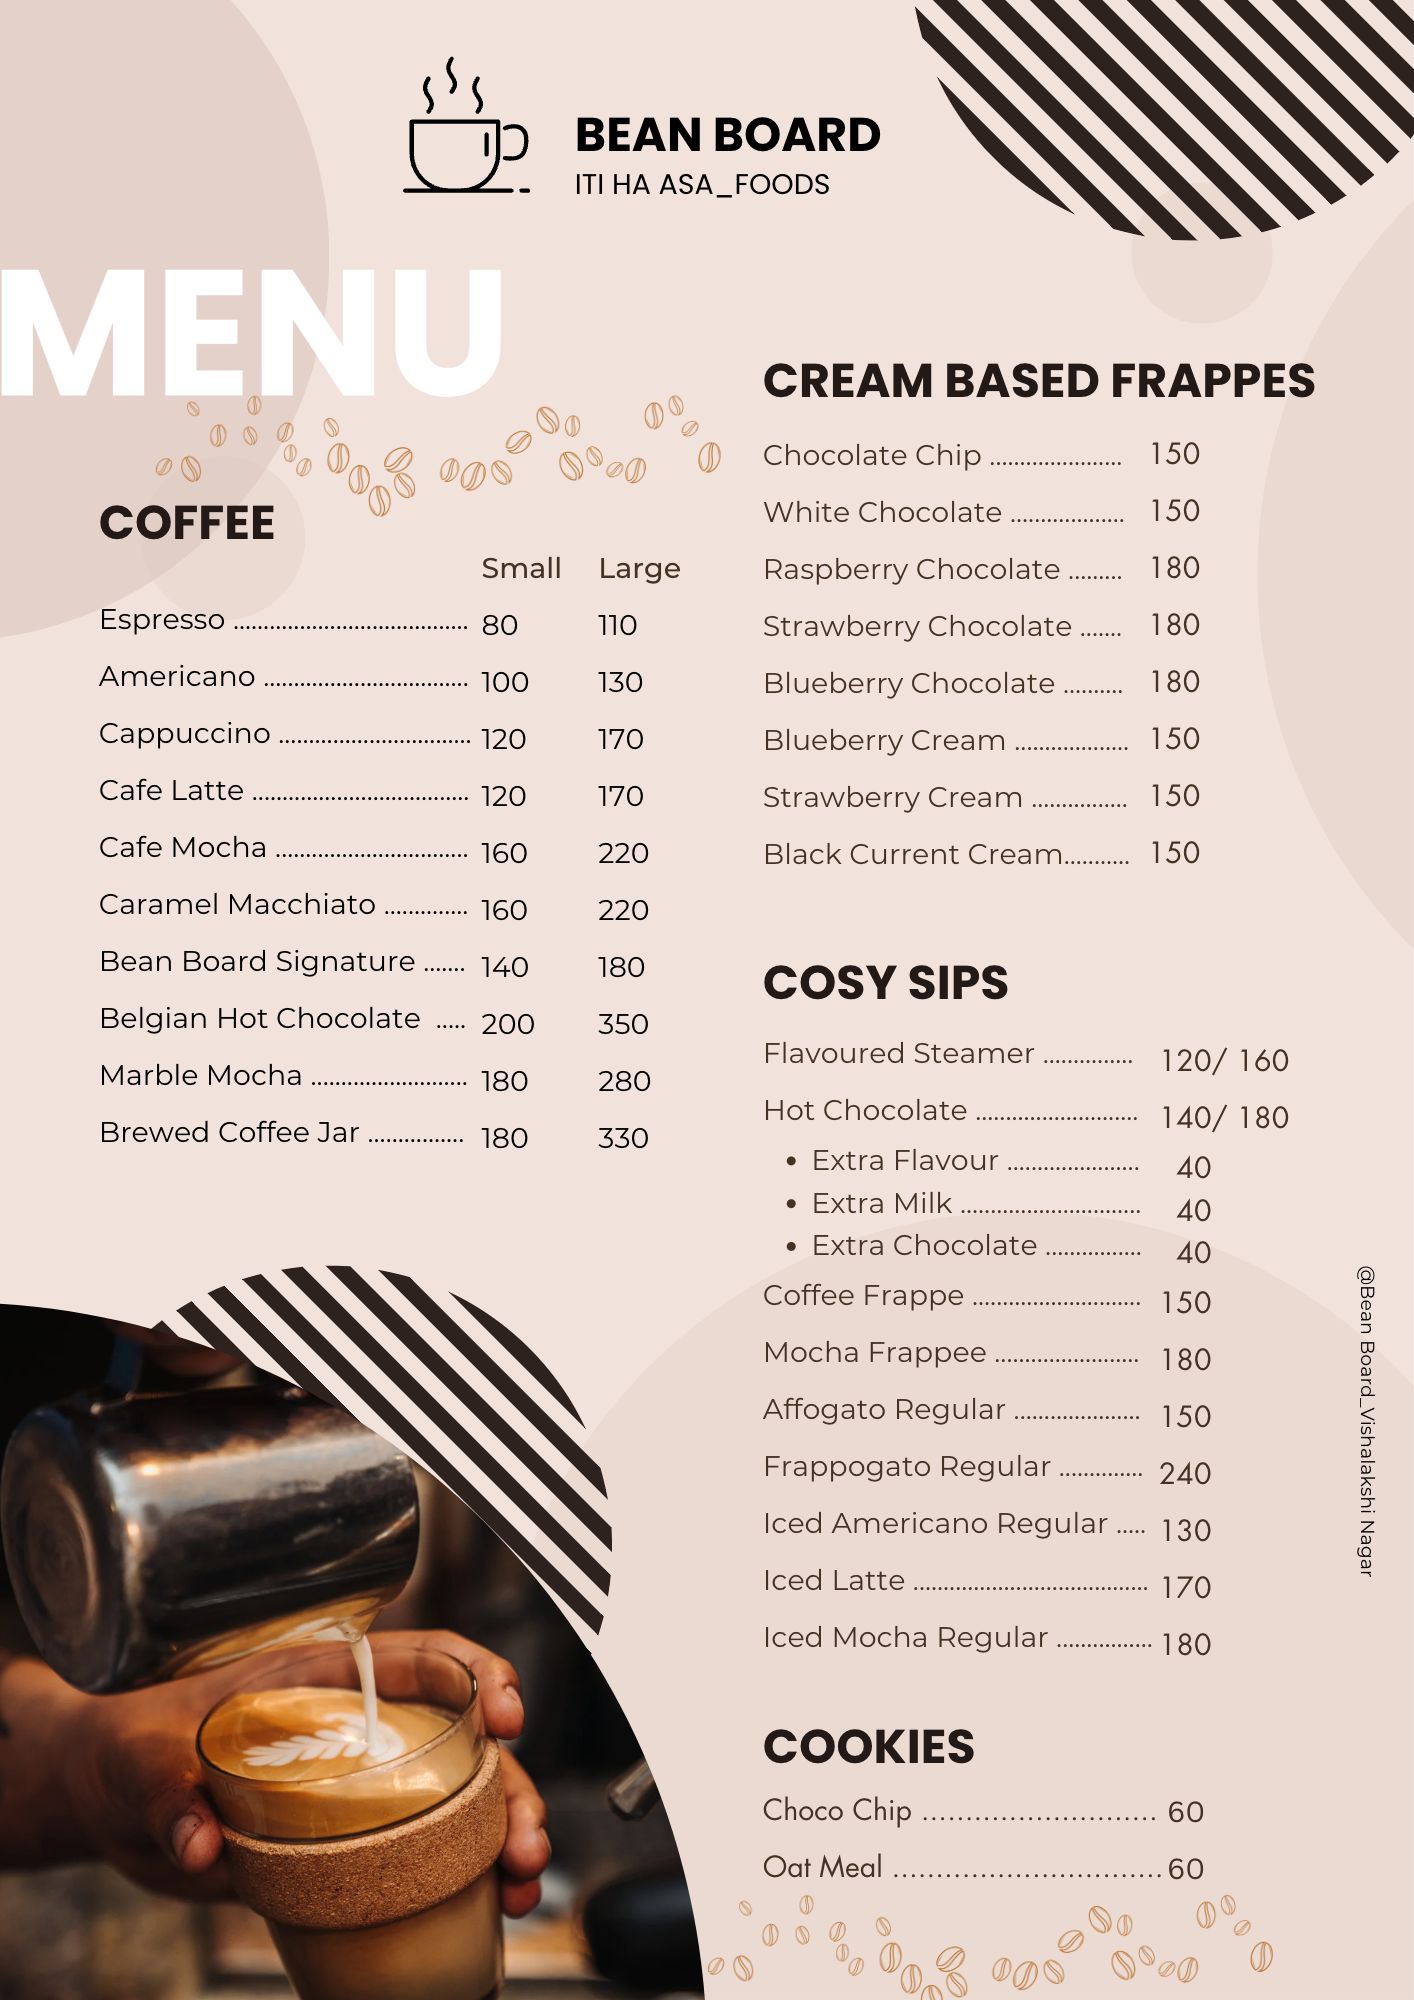 BEAN BOARD
ITI HA ASA_FOODS
MENU
COFFEE
Small Large
Espresso ....................................... 80 110
Americano .................................. 100 130
Cappuccino ................................ 120 170
Cafe Latte .................................... 120 170
Cafe Mocha ................................ 160 220
Caramel Macchiato .............. 160 220
Bean Board Signature ....... 140 180
Belgian Hot Chocolate ..... 200 350
Marble Mocha .......................... 180 280
Brewed Coffee Jar ................ 180 330
CREAM BASED FRAPPES
Chocolate Chip ...................... 150
White Chocolate ................... 150
Raspberry Chocolate ......... 180
Strawberry Chocolate ....... 180
Blueberry Chocolate .......... 180
Blueberry Cream ................... 150
Strawberry Cream ................ 150
Black Current Cream........... 150
COSY SIPS
Flavoured Steamer ............... 120/ 160
Hot Chocolate ........................... 140/ 180
• Extra Flavour ...................... 40
• Extra Milk .............................. 40
• Extra Chocolate ................ 40
Coffee Frappe ............................ 150
Mocha Frappee ........................ 180
Affogato Regular ..................... 150
Frappogato Regular .............. 240
Iced Americano Regular ..... 130
Iced Latte ....................................... 170
Iced Mocha Regular ................ 180
COOKIES
Choco Chip ........................... 60
Oat Meal ............................... 60
@Bean Board_Vishalakshi Nagar